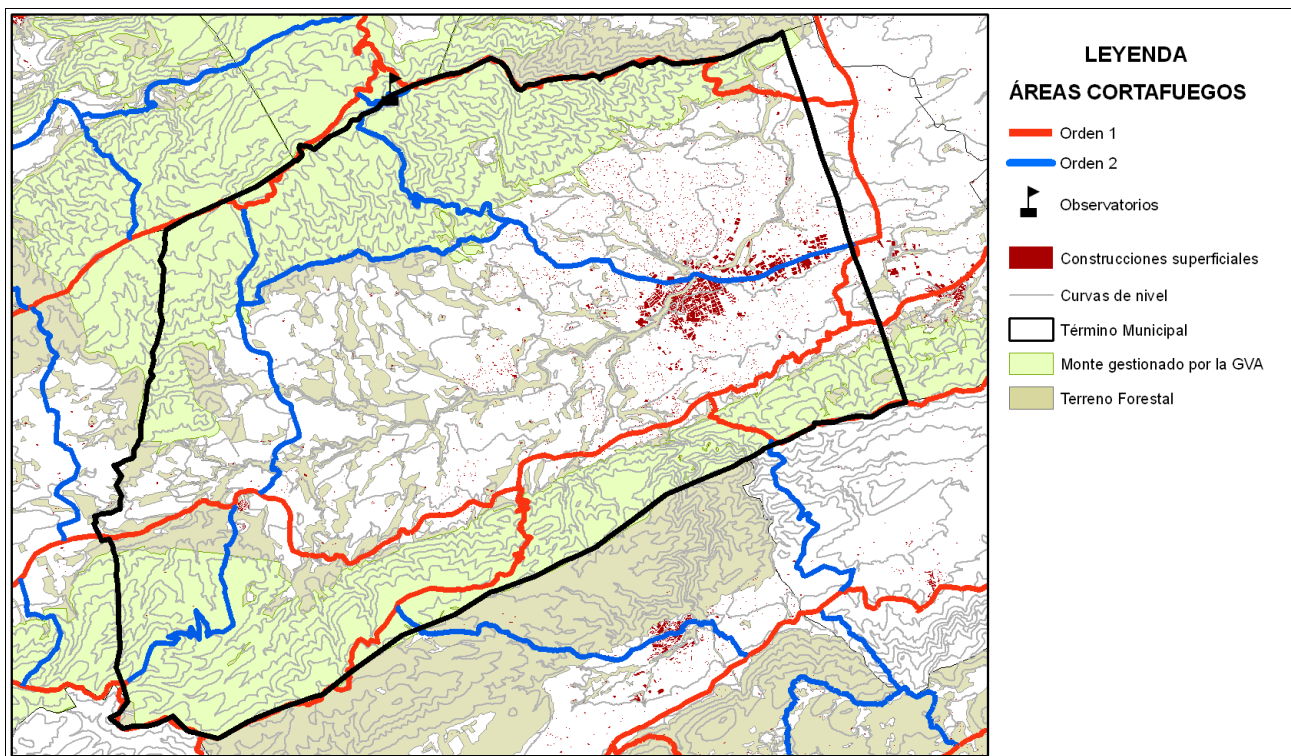 LEYENDA
ÁREAS CORTAFUEGOS
Orden 1
Orden 2
Observatorios
Construcciones superficiales
Curvas de nivel
Término Municipal
Monte gestionado por la GVA
Terreno Forestal